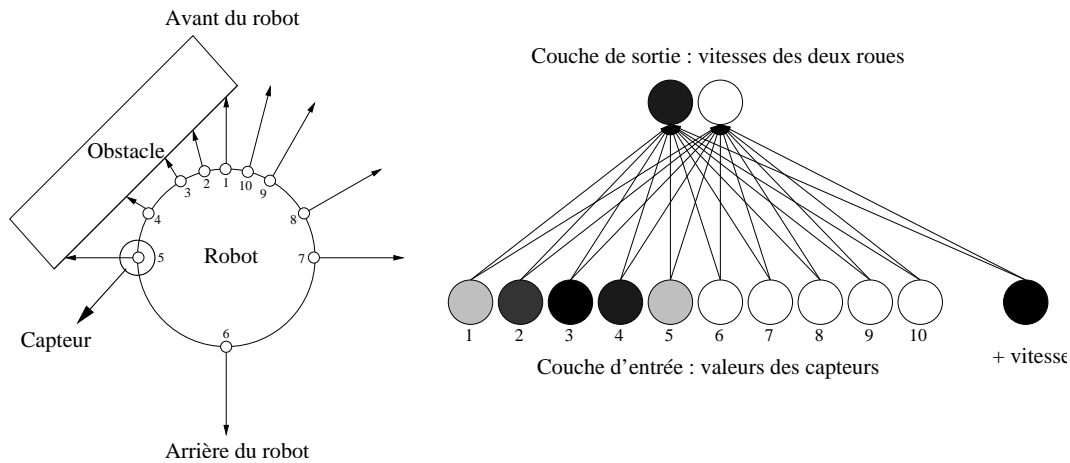 Avant du robot
Obstacle
1
10
2
9
3
8
4
5
Robot
7
6
Capteur
Arrière du robot
Couche de sortie : vitesses des deux roues
1 2 3 4 5 6 7 8 9 10
Couche d'entrée : valeurs des capteurs
+ vitesse